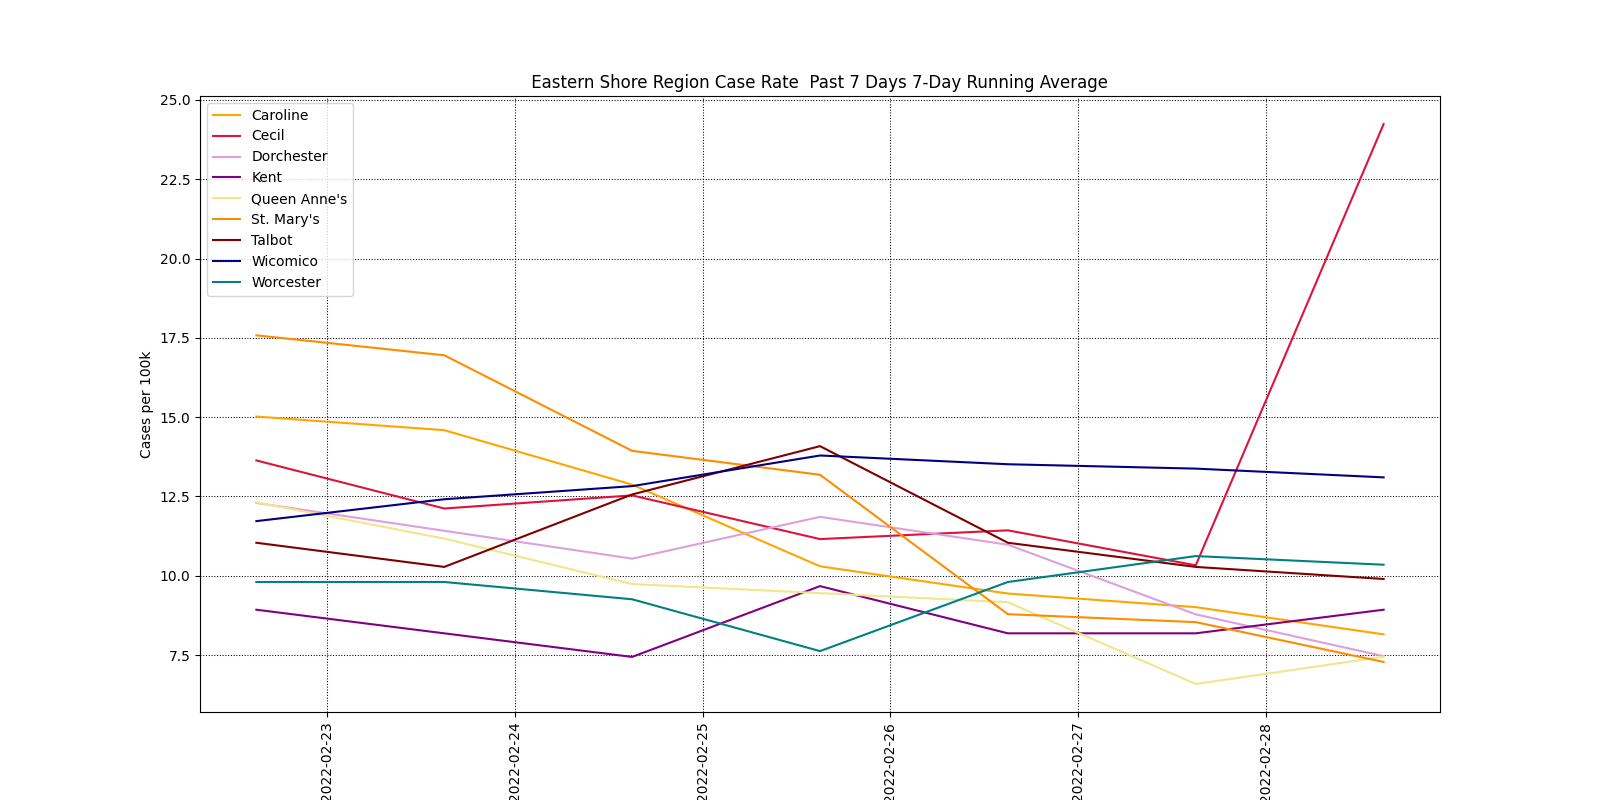 Eastern Shore Region Case Rate  Past 7 Days 7-Day Running Average
Cases per 100k
25.0
22.5
20.0
17.5
15.0
12.5
10.0
7.5
Caroline
Cecil
Dorchester
Kent
Queen Anne's
St. Mary's
Talbot
Wicomico
Worcester
2022-02-23
2022-02-24
2022-02-25
2022-02-26
2022-02-27
2022-02-28